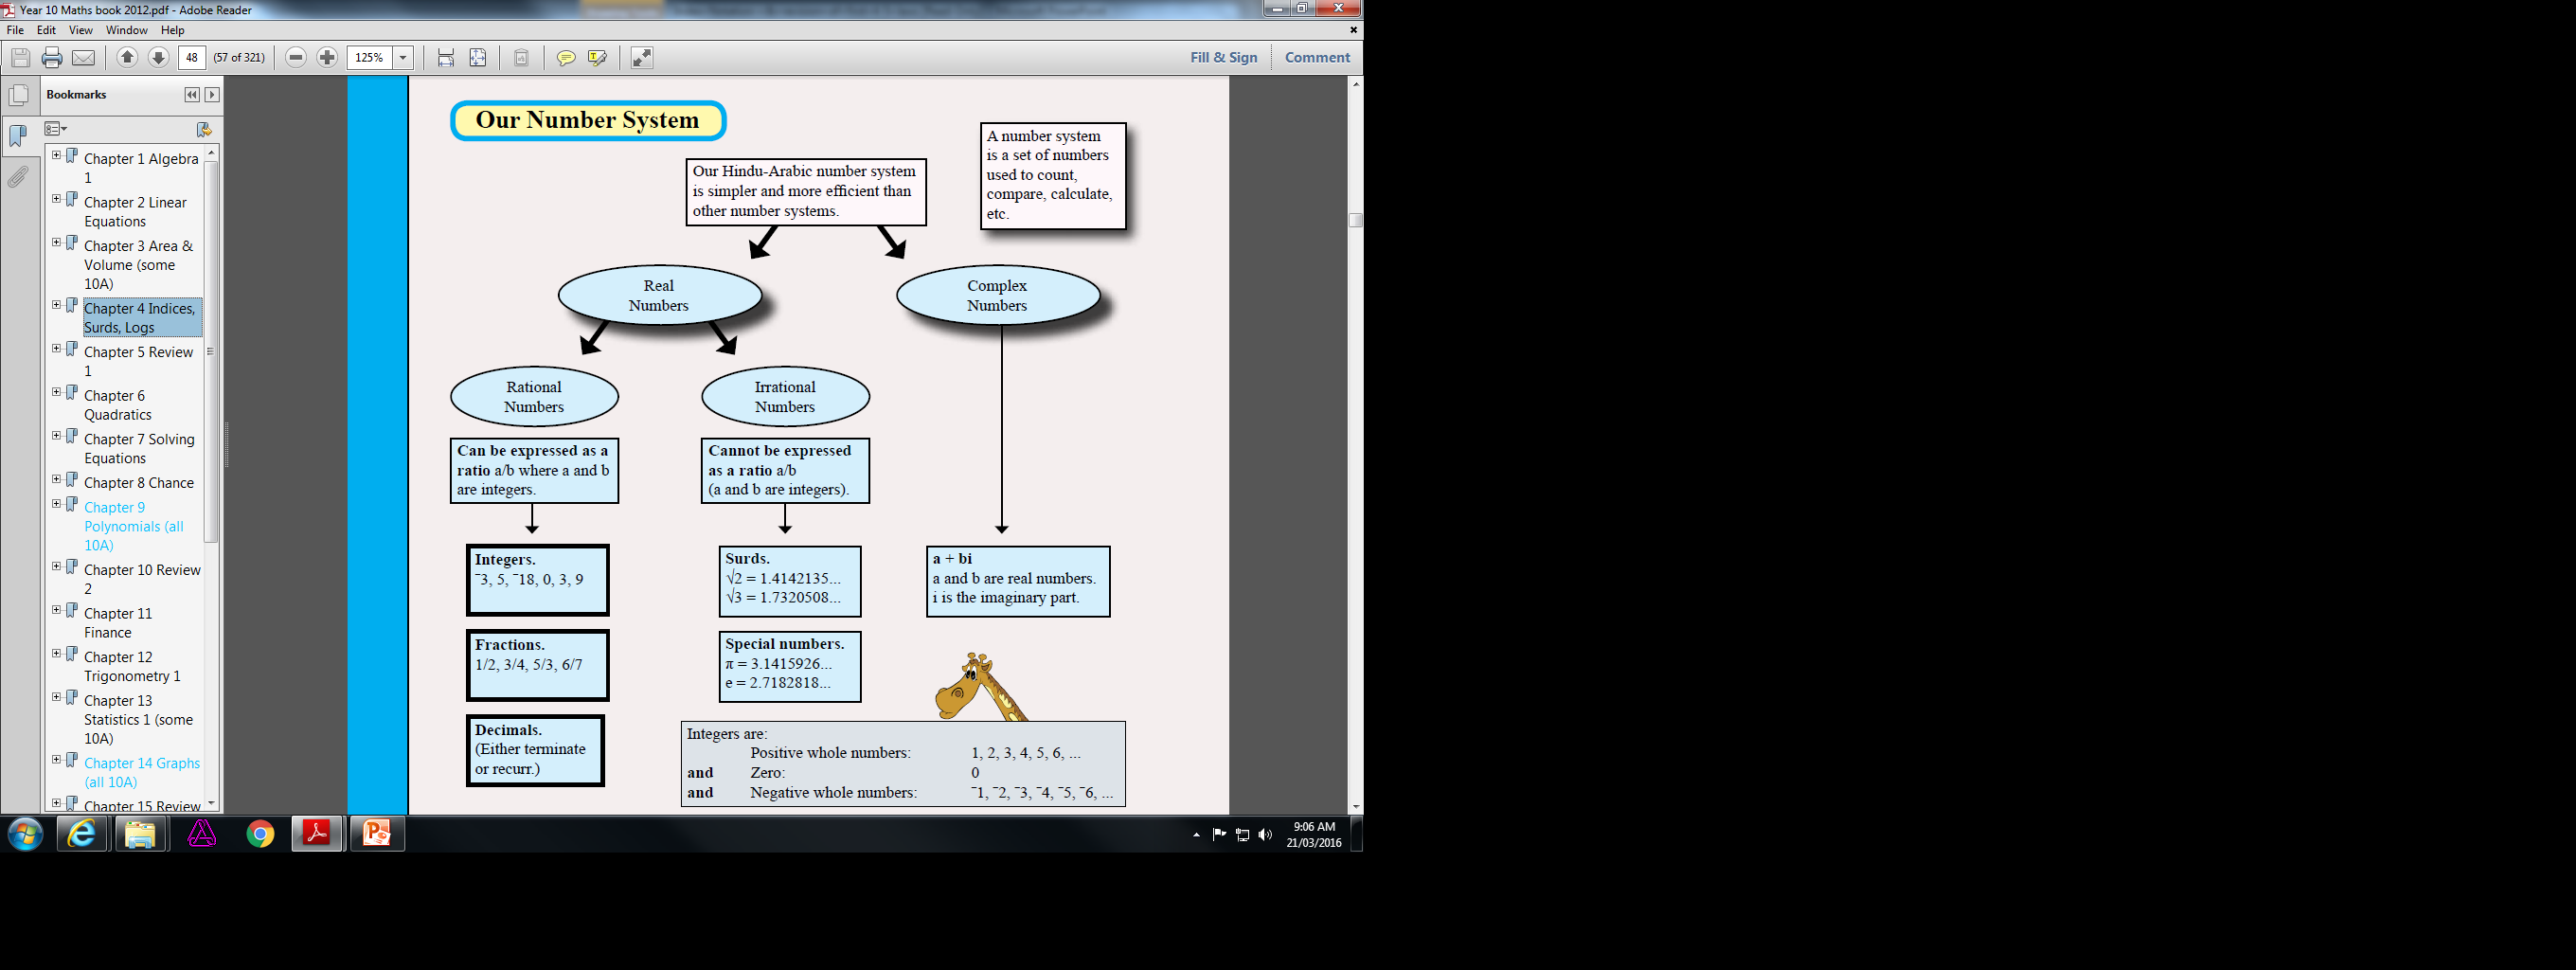 Year 10 Maths book 2012.pdf - Adobe Reader
File Edit View Window Help
48 (57 of 321) 125% Fill & Sign Comment
Bookmarks
Chapter 1 Algebra
1
Chapter 2 Linear
Equations
Chapter 3 Area &
Volume (some
10A)
Chapter 4 Indices,
Surds, Logs
Chapter 5 Review
1
Chapter 6
Quadratics
Chapter 7 Solving
Equations
Chapter 8 Chance
Chapter 9
Polynomials (all
10A)
Chapter 10 Review
2
Chapter 11
Finance
Chapter 12
Trigonometry 1
Chapter 13
Statistics 1 (some
10A)
Chapter 14 Graphs
(all 10A)
Chapter 15 Review
Our Number System
A number system
is a set of numbers
used to count,
compare, calculate,
etc.
Our Hindu-Arabic number system
is simpler and more efficient than
other number systems.
Real
Numbers
Complex
Numbers
Rational
Numbers
Irrational
Numbers
Can be expressed as a
ratio a/b where a and b
are integers.
Cannot be expressed
as a ratio a/b
(a and b are integers).
Integers.
⁻3, 5, ⁻18, 0, 3, 9
Surds.
√2 = 1.4142135...
√3 = 1.7320508...
a + bi
a and b are real numbers.
i is the imaginary part.
Fractions.
1/2, 3/4, 5/3, 6/7
Special numbers.
π = 3.1415926...
e = 2.7182818...
Decimals.
(Either terminate
or recurr.)
Integers are:
Positive whole numbers: 1, 2, 3, 4, 5, 6, ...
and Zero: 0
and Negative whole numbers: ⁻1, ⁻2, ⁻3, ⁻4, ⁻5, ⁻6, ...
9:06 AM
21/03/2016